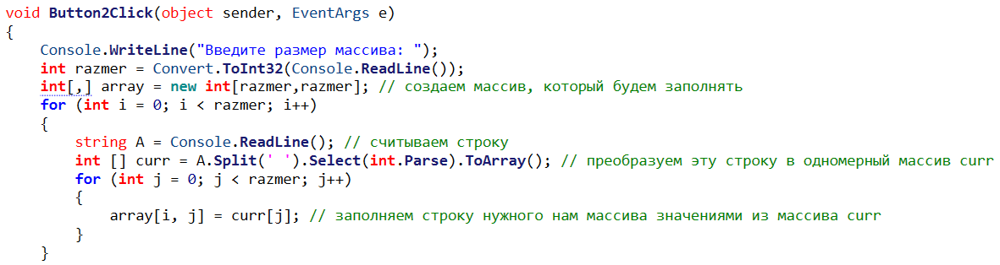 void Button2Click(object sender, EventArgs e)
{
    Console.WriteLine("Введите размер массива: ");
    int razmer = Convert.ToInt32(Console.ReadLine());
    int[,] array = new int[razmer,razmer]; // создаем массив, который будем заполнять
    for (int i = 0; i < razmer; i++)
    {
        string A = Console.ReadLine(); // считываем строку
        int [] curr = A.Split(' ').Select(int.Parse).ToArray(); // преобразуем эту строку в одномерный массив curr
        for (int j = 0; j < razmer; j++)
        {
            array[i, j] = curr[j]; // заполняем строку нужного нам массива значениями из массива curr
        }
    }